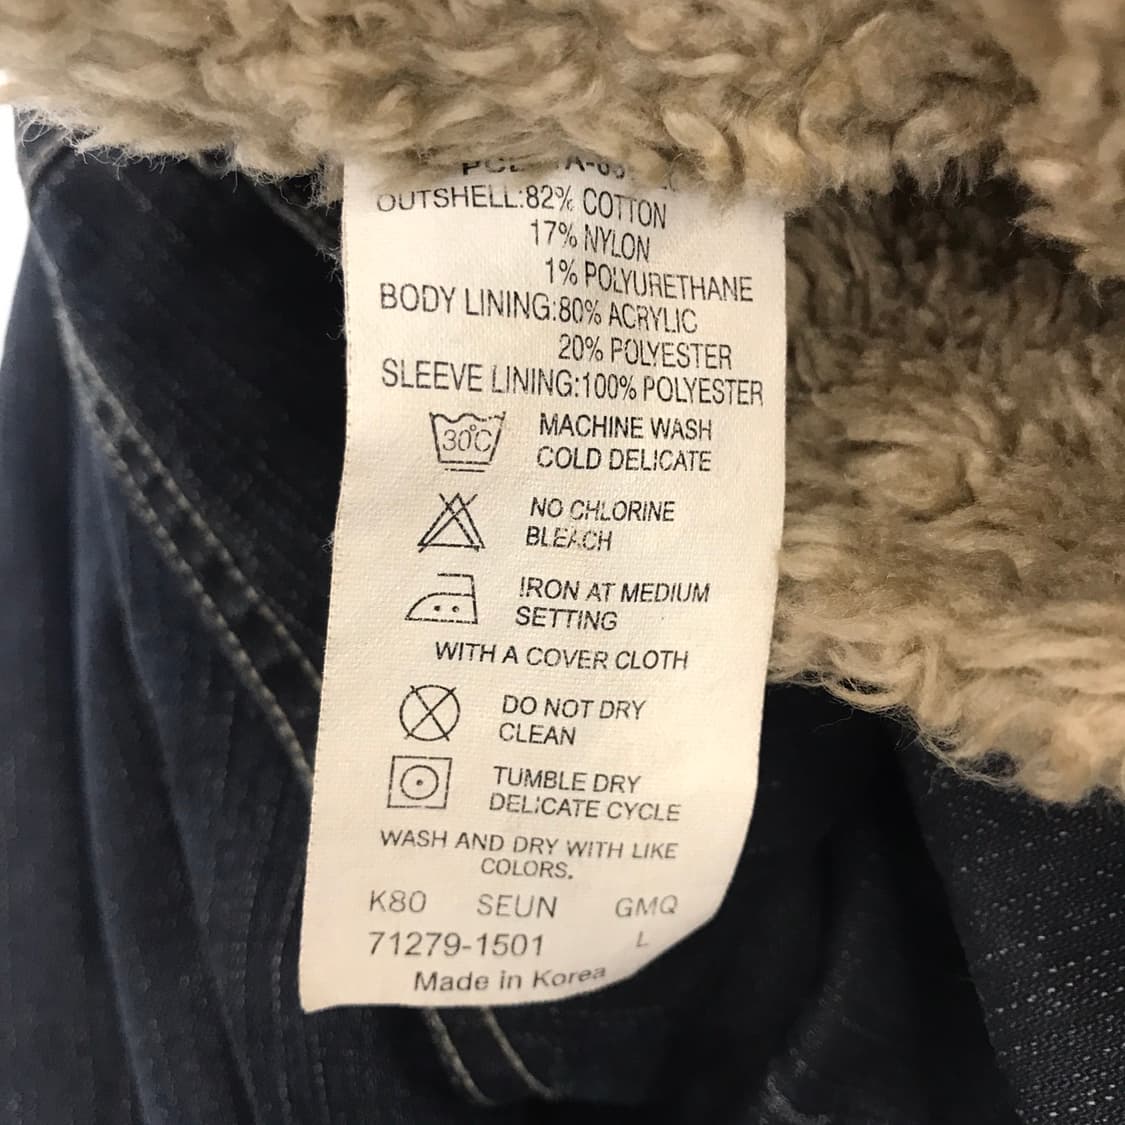 OUTSHELL:82% COTTON
17% NYLON
1% POLYURETHANE
BODY LINING:80% ACRYLIC
20% POLYESTER
SLEEVE LINING:100% POLYESTER
30°C MACHINE WASH
COLD DELICATE
NO CHLORINE
BLEACH
IRON AT MEDIUM
SETTING
WITH A COVER CLOTH
DO NOT DRY
CLEAN
TUMBLE DRY
DELICATE CYCLE
WASH AND DRY WITH LIKE
COLORS.
K80 SEUN GMQ
71279-1501 L
Made in Korea